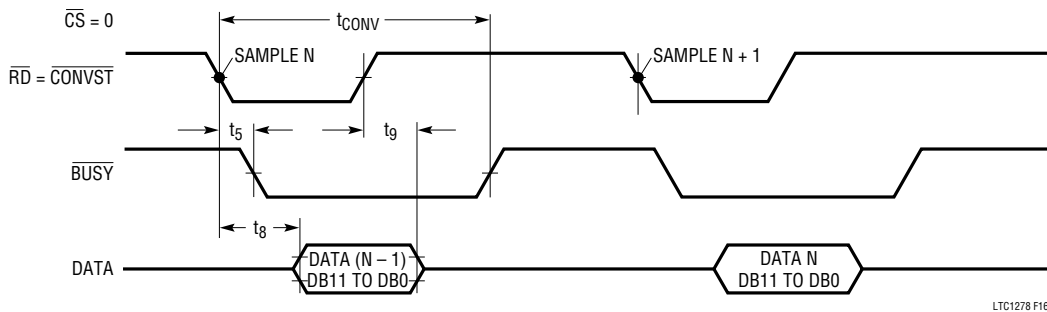 CS = 0
tCONV
SAMPLE N
SAMPLE N + 1
RD = CONVST
t5
t9
BUSY
t8
DATA
DATA (N – 1)
DB11 TO DB0
DATA N
DB11 TO DB0
LTC1278 F16